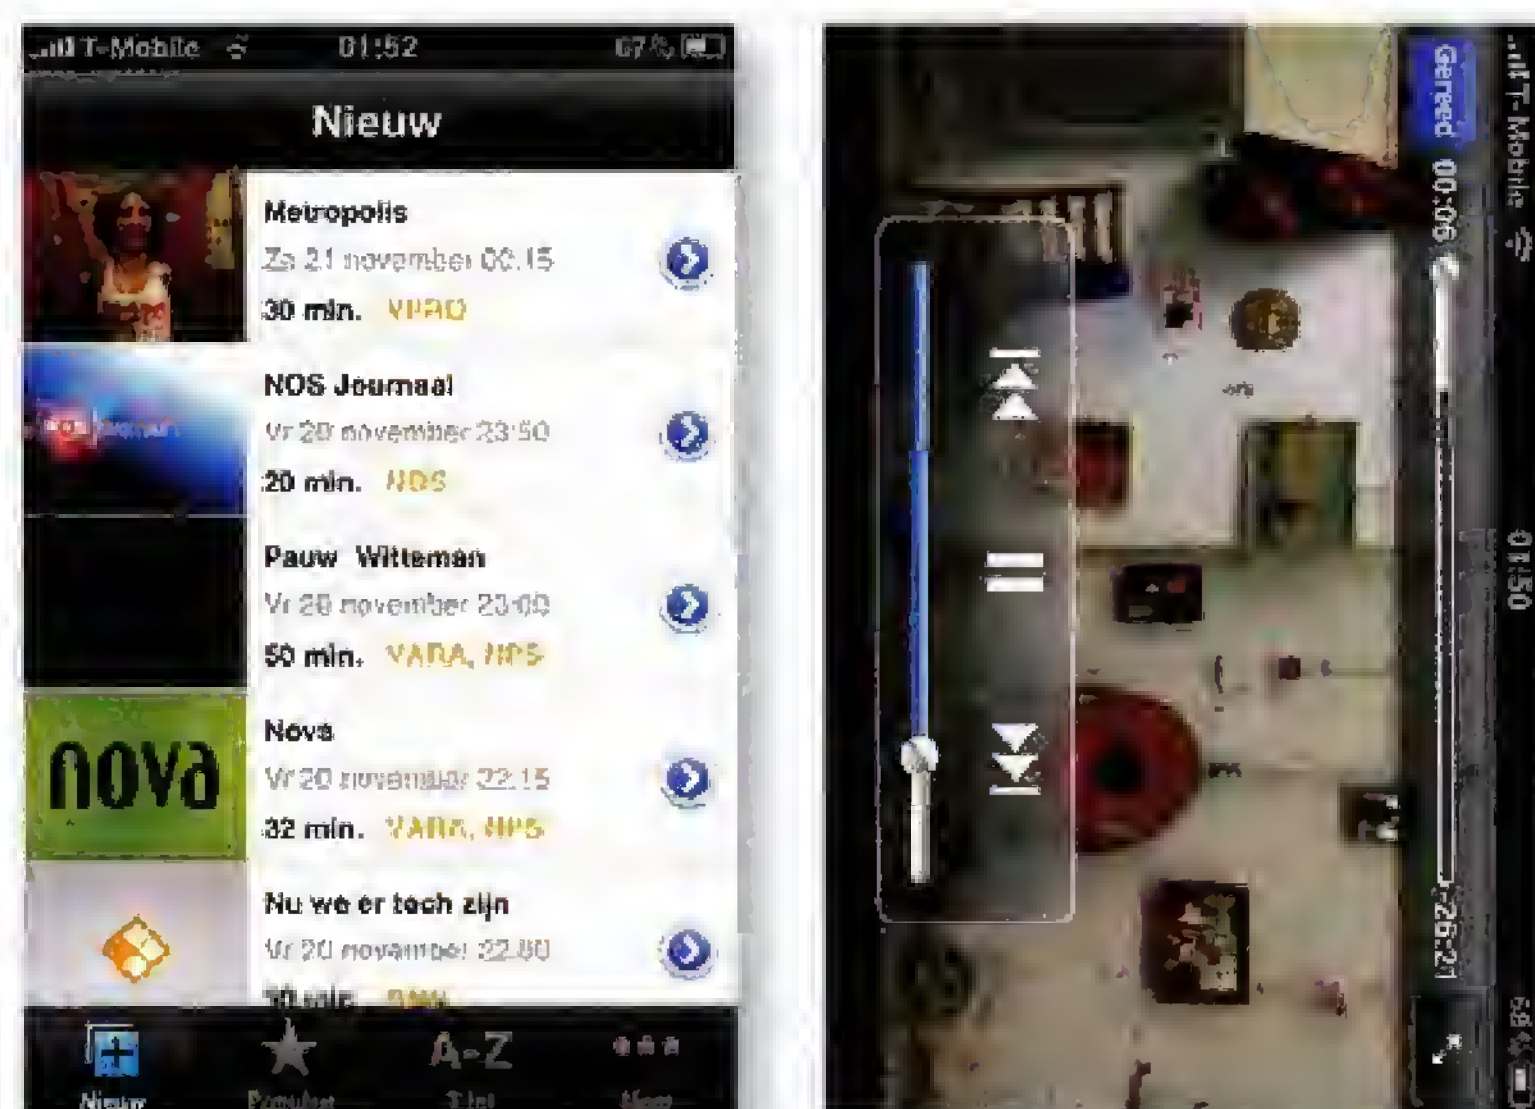 T-Mobile 01:52 67%
Nieuw
Metropolis
Za 21 november 00:15
30 min. VPRO
NOS Journaal
Vr 20 november 23:50
20 min. NOS
Pauw Witteman
Vr 20 november 23:00
50 min. VARA, NPS
nova
Nova
Vr 20 november 22:15
32 min. VARA, NPS
Nu we er toch zijn
Vr 20 november
min. BNN
Nieuw Populair A-Z
T-Mobile 01:50
Gereed 00:06 -26:21